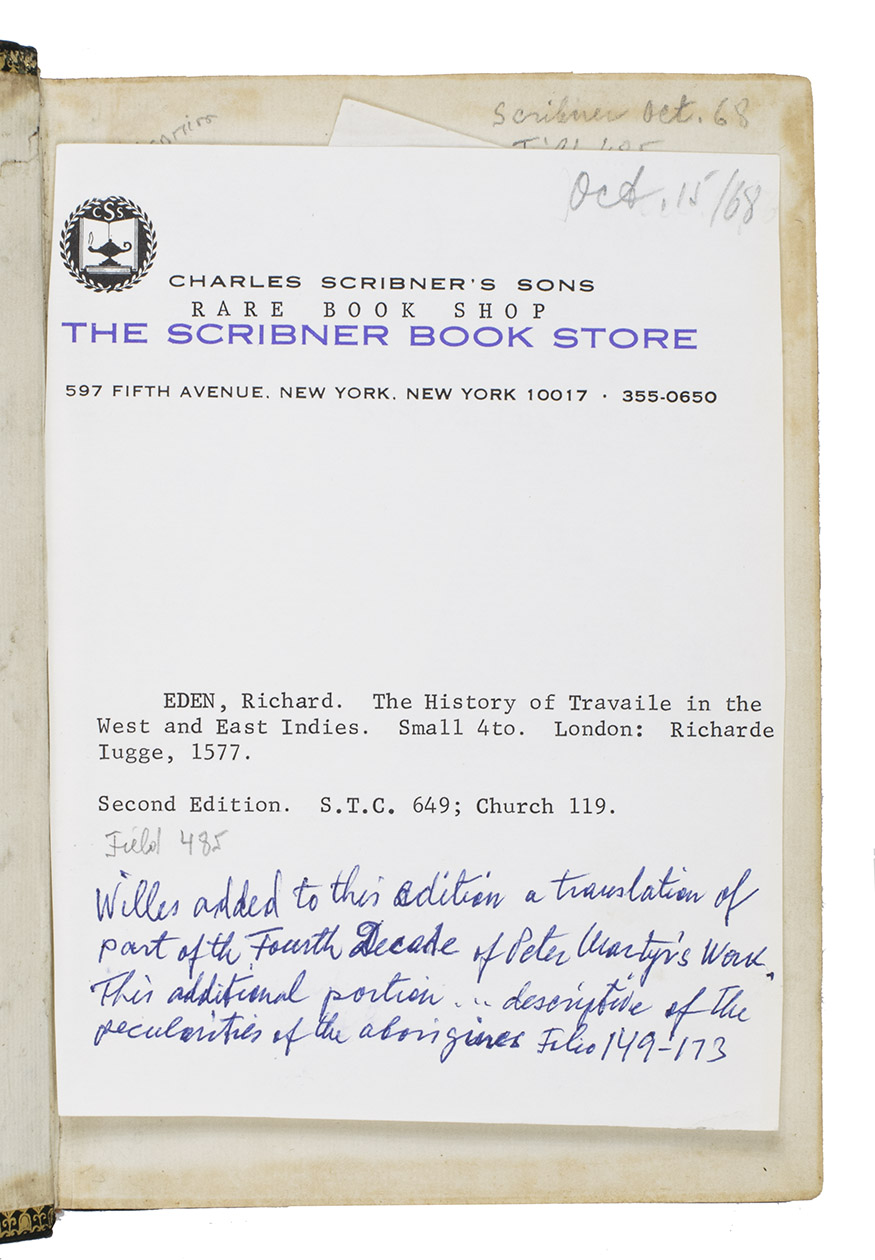 Scribner Oct. 68
Oct. 15/68
CSS
CHARLES SCRIBNER'S SONS
RARE BOOK SHOP
THE SCRIBNER BOOK STORE
597 FIFTH AVENUE, NEW YORK, NEW YORK 10017 · 355-0650
EDEN, Richard. The History of Travaile in the
West and East Indies. Small 4to. London: Richarde
Iugge, 1577.
Second Edition. S.T.C. 649; Church 119.
Field 485
Willes added to this edition a translation of
part of th Fourth Decade of Peter Martyr's Work.
This additional portion ... descriptive of the
peculiarities of the aborigines Folio 149-173